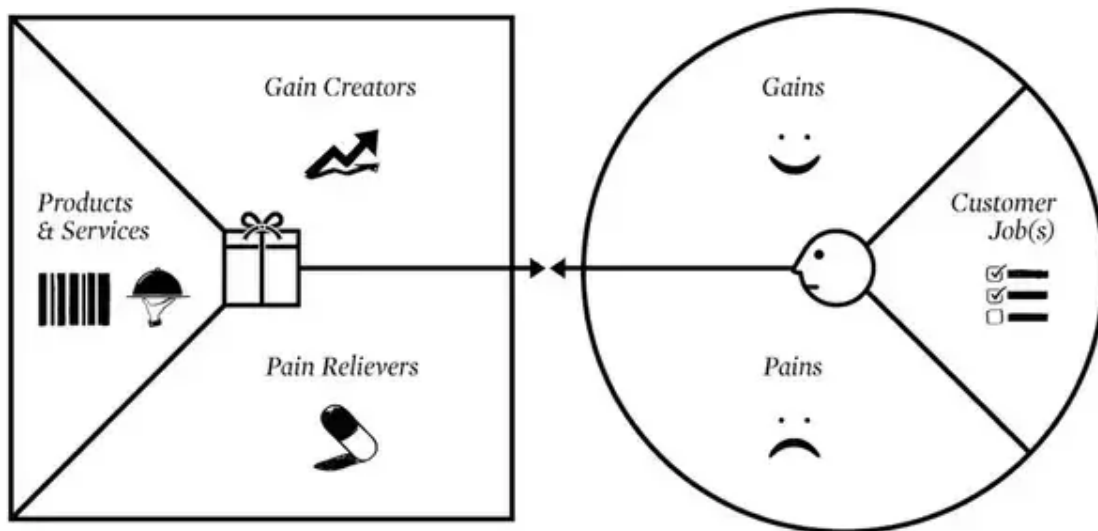 Gain Creators
Gains
Products
& Services
Customer
Job(s)
Pain Relievers
Pains